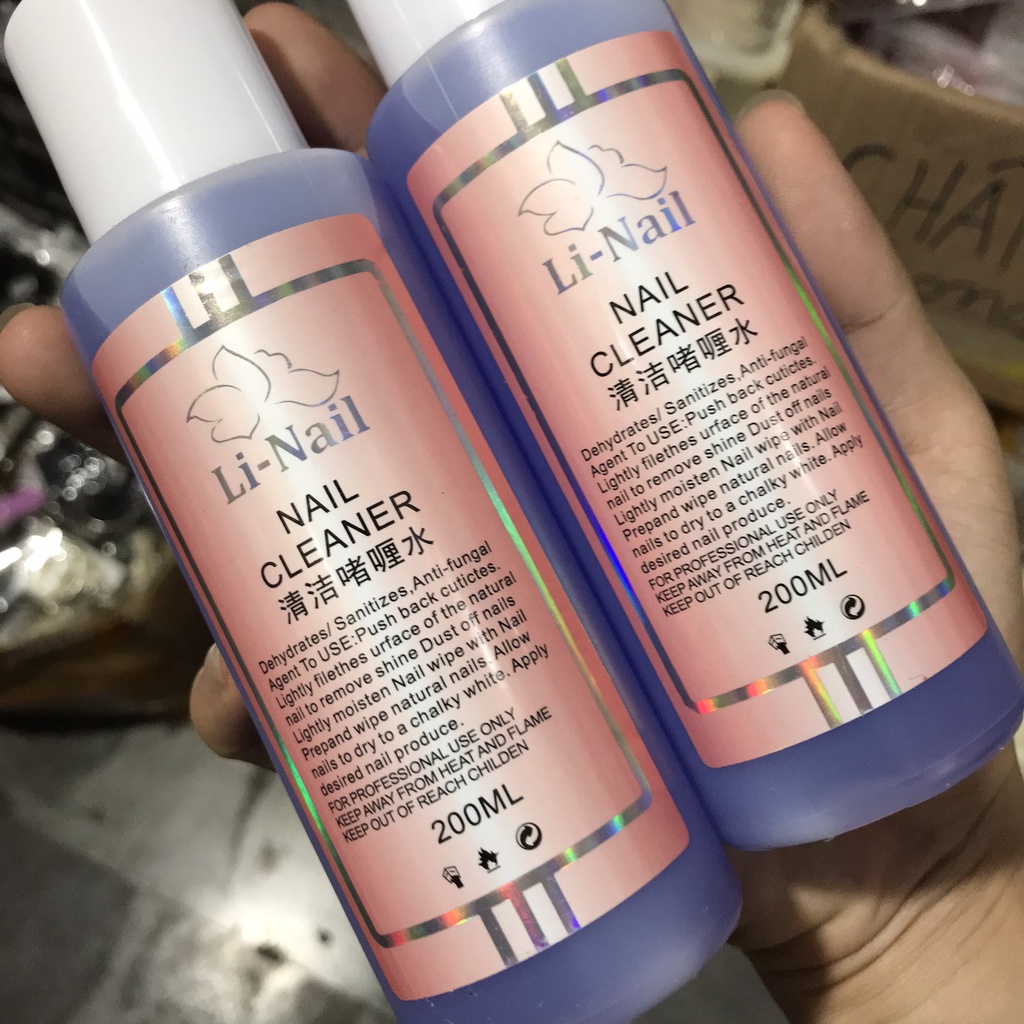 Li-Nail
NAIL
CLEANER
清洁啫喱水
Dehydrates/ Sanitizes,Anti-fungal
Agent To USE:Push back cutictes.
Lightly filethes urface of the natural
nail to remove shine Dust off nails
Lightly moisten Nail wipe with Nail
Prepand wipe natural nails. Allow
nails to dry to a chalky white. Apply
desired nail produce.
FOR PROFESSIONAL USE ONLY
KEEP AWAY FROM HEAT AND FLAME
KEEP OUT OF REACH CHILDEN
200ML
Li-Nail
NAIL
CLEANER
清洁啫喱水
Dehydrates/ Sanitizes,Anti-fungal
Agent To USE:Push back cutictes.
Lightly filethes urface of the natural
nail to remove shine Dust off nails
Lightly moisten Nail wipe with Nail
Prepand wipe natural nails. Allow
nails to dry to a chalky white. Apply
desired nail produce.
FOR PROFESSIONAL USE ONLY
KEEP AWAY FROM HEAT AND FLAME
KEEP OUT OF REACH CHILDEN
200ML